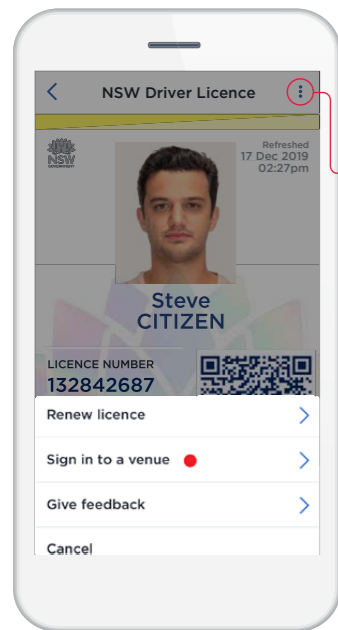 NSW Driver Licence
Refreshed
17 Dec 2019
02:27pm
NSW
GOVERNMENT
Steve
CITIZEN
LICENCE NUMBER
132842687
Renew licence
Sign in to a venue
Give feedback
Cancel